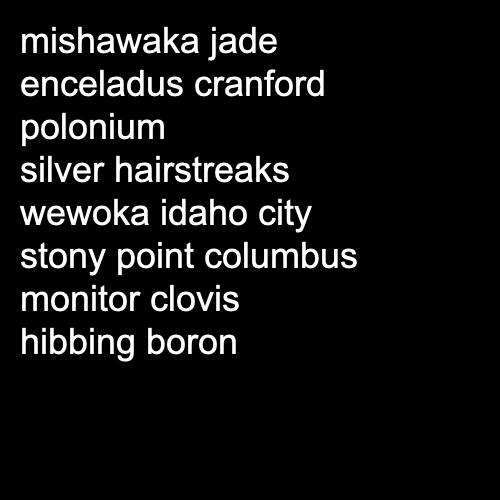 mishawaka jade
enceladus cranford
polonium
silver hairstreaks
wewoka idaho city
stony point columbus
monitor clovis
hibbing boron